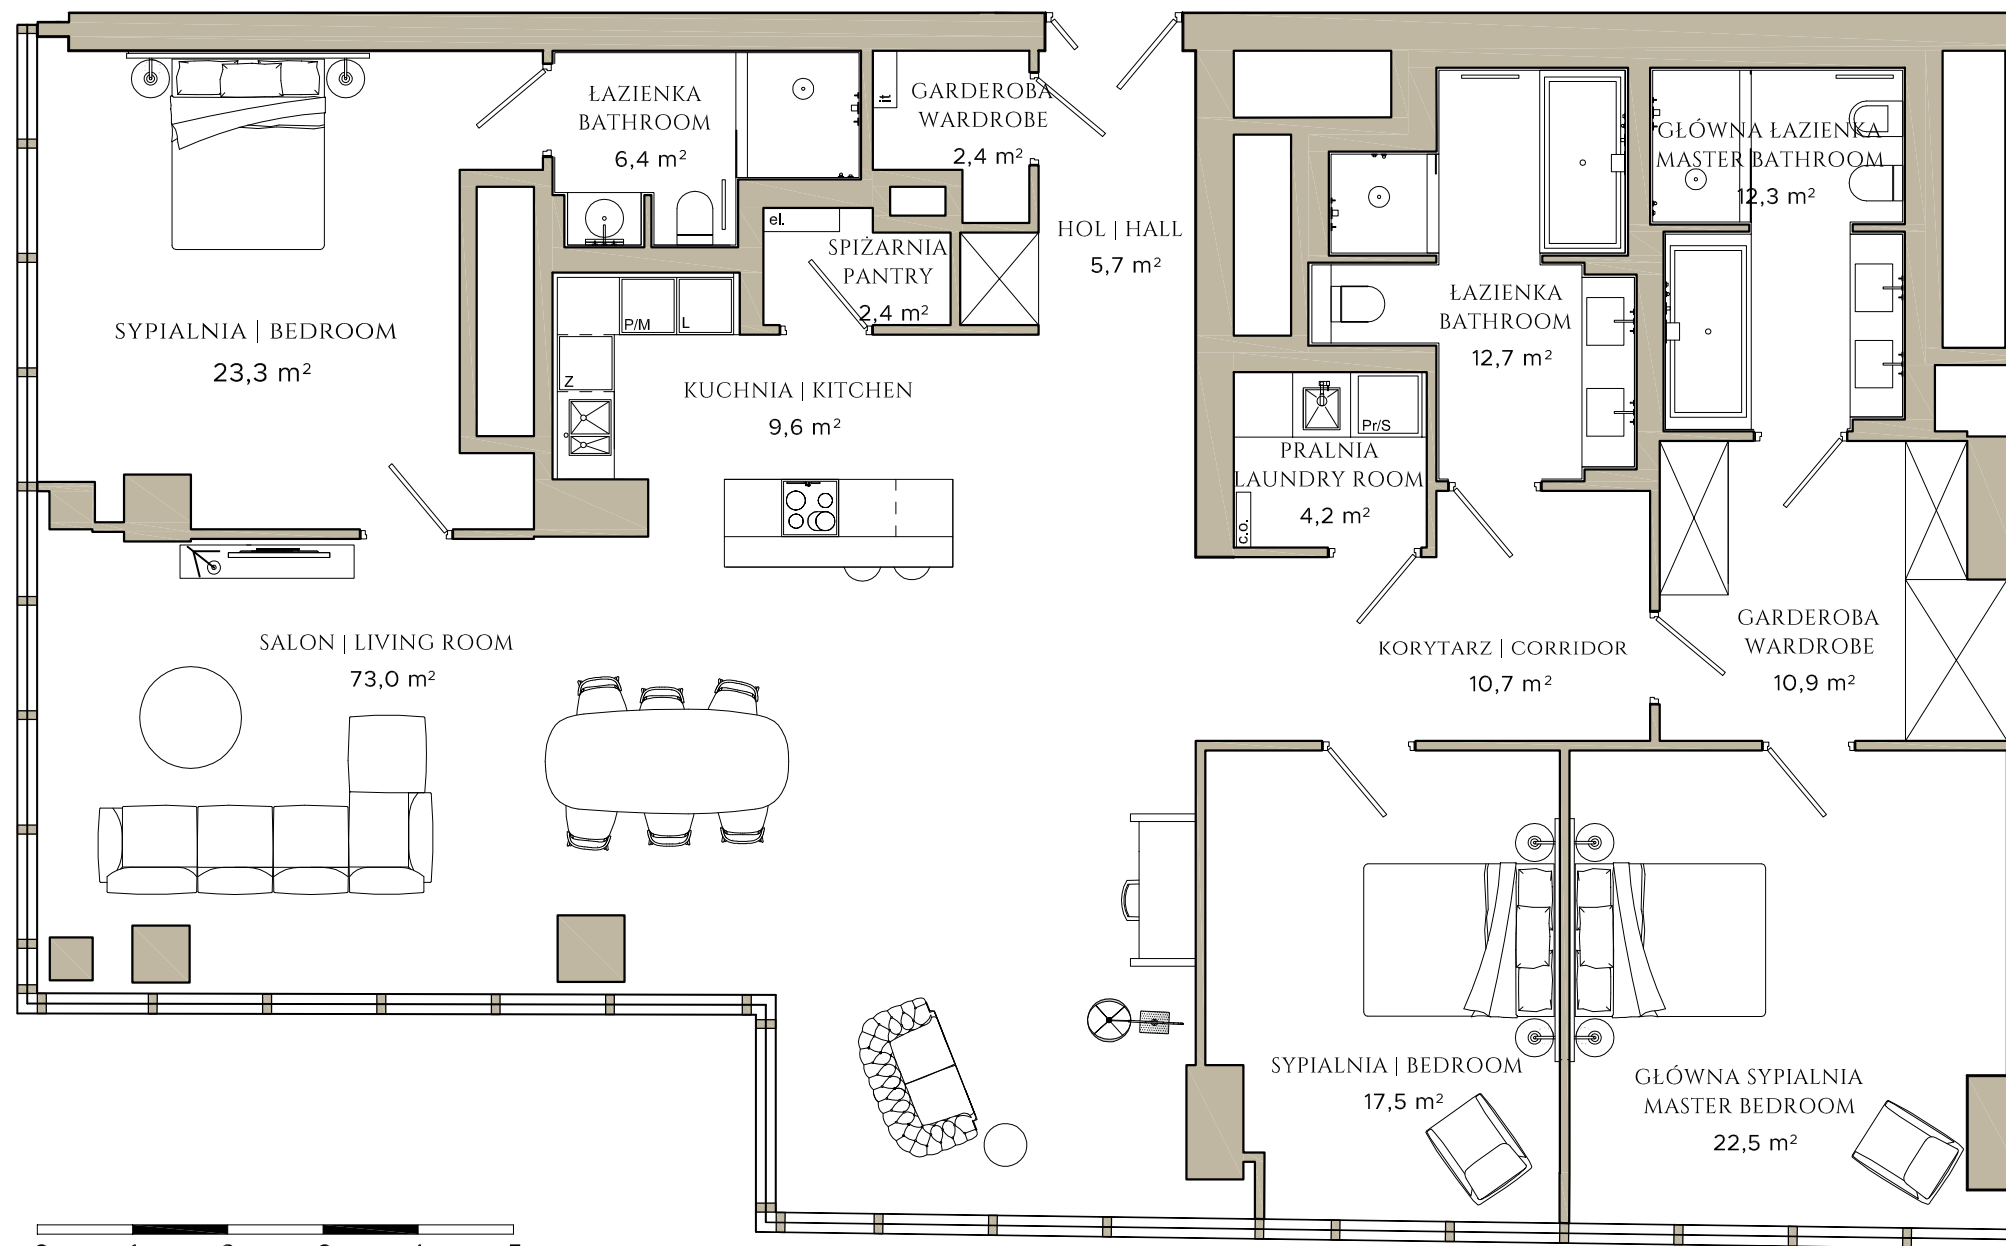 ŁAZIENKA
BATHROOM
6,4 m²
it
GARDEROBA
WARDROBE
2,4 m²
GŁÓWNA ŁAZIENKA
MASTER BATHROOM
12,3 m²
el.
SPIŻARNIA
PANTRY
2,4 m²
HOL | HALL
5,7 m²
SYPIALNIA | BEDROOM
23,3 m²
P/M
L
Z
KUCHNIA | KITCHEN
9,6 m²
ŁAZIENKA
BATHROOM
12,7 m²
Pr/S
PRALNIA
LAUNDRY ROOM
4,2 m²
c.o.
SALON | LIVING ROOM
73,0 m²
KORYTARZ | CORRIDOR
10,7 m²
GARDEROBA
WARDROBE
10,9 m²
SYPIALNIA | BEDROOM
17,5 m²
GŁÓWNA SYPIALNIA
MASTER BEDROOM
22,5 m²